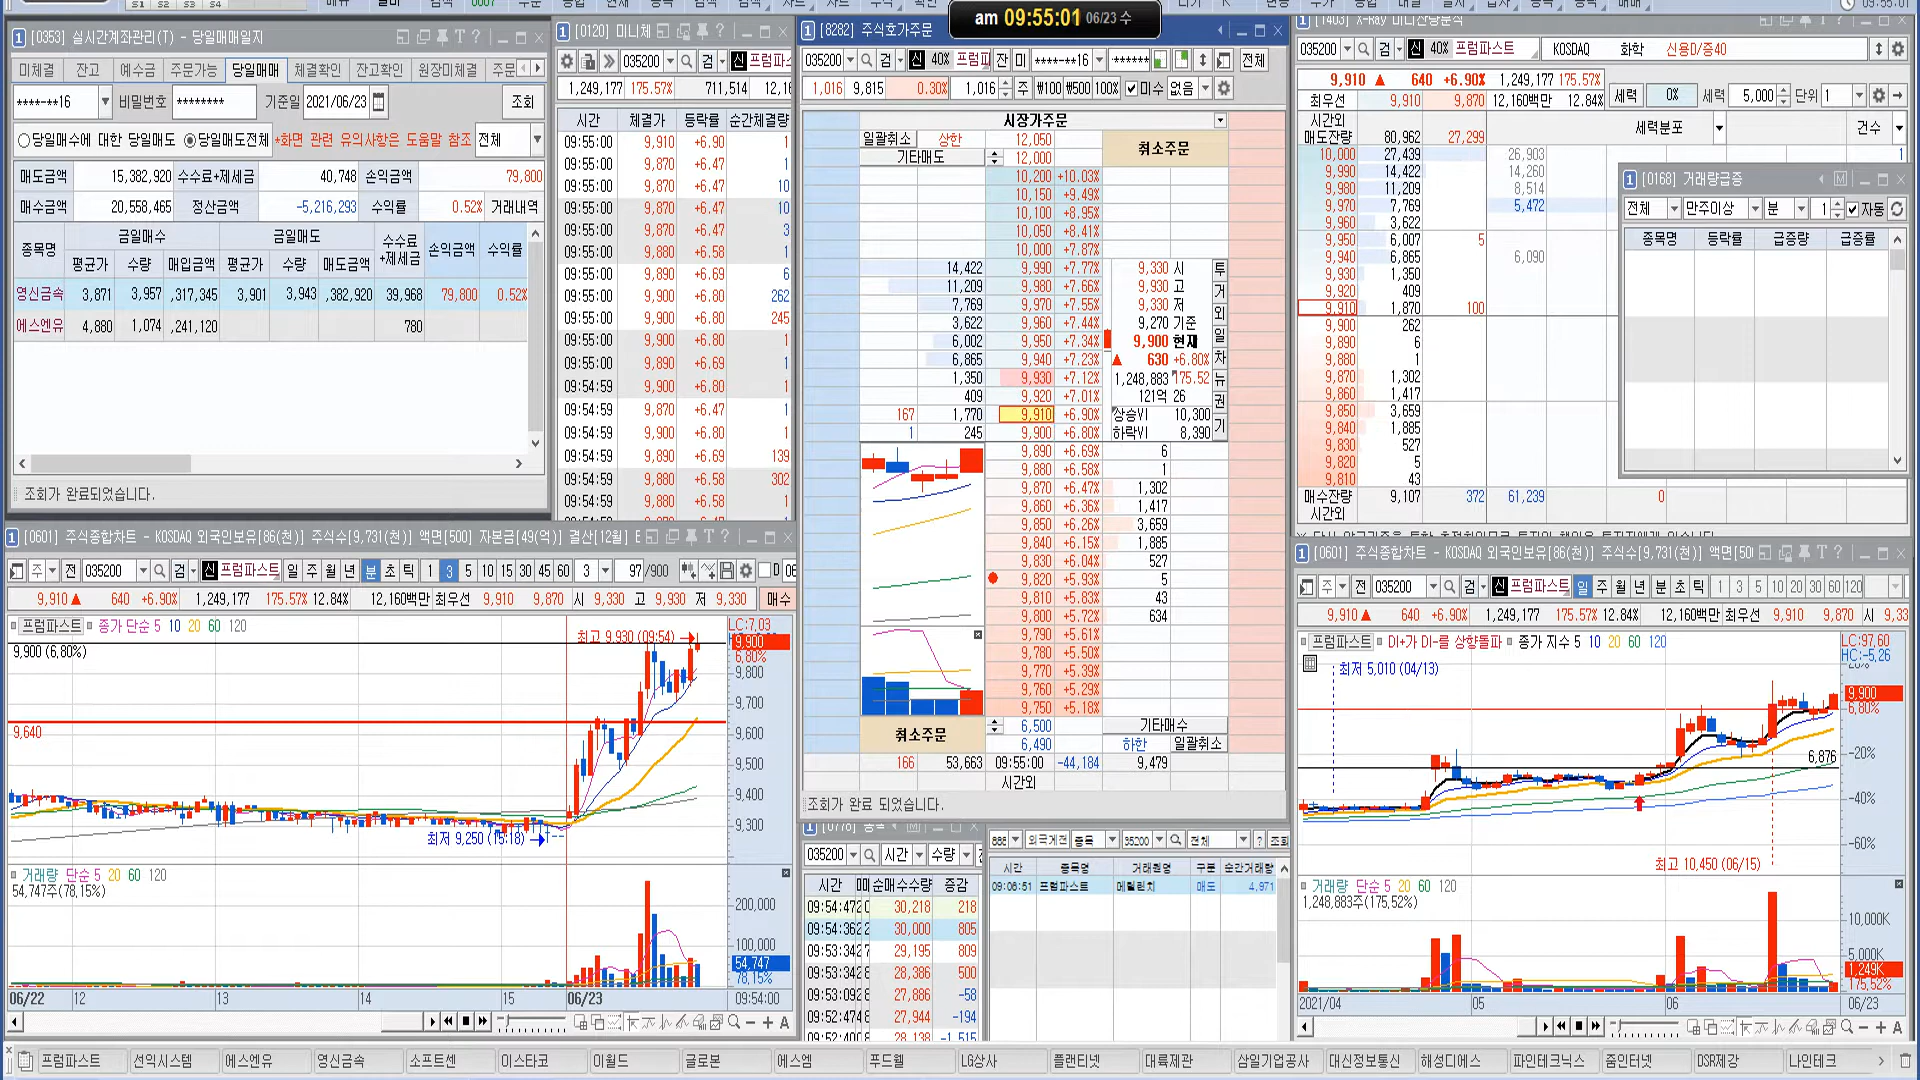 am 09:55:01 06/23 수
[0353] 실시간계좌관리(T) - 당일매매일지
미체결 잔고 예수금 주문가능 당일매매 체결확인 잔고확인 원장미체결 주문
****-**16 비밀번호 ******** 기준일 2021/06/23 조회
당일매수에 대한 당일매도 당일매도전체 *화면 관련 유의사항은 도움말 참조 전체
매도금액 15,382,920 수수료+제세금 40,748 손익금액 79,800
매수금액 20,558,465 정산금액 -5,216,293 수익률 0.52% 거래내역
종목명 금일매수 금일매도 수수료+제세금 손익금액 수익률
평균가 수량 매입금액 평균가 수량 매도금액
영신금속 3,871 3,957 ,317,345 3,901 3,943 ,382,920 39,968 79,800 0.52%
에스엔유 4,880 1,074 ,241,120 780
조회가 완료되었습니다.
[0120] 미니체
035200 검 신 프럼파스
1,249,177 175.57% 711,514 12,16
시간 체결가 등락률 순간체결량
09:55:00 9,910 +6.90 1
09:55:00 9,870 +6.47 1
09:55:00 9,870 +6.47 10
09:55:00 9,870 +6.47 10
09:55:00 9,870 +6.47 3
09:55:00 9,880 +6.58 1
09:55:00 9,890 +6.69 6
09:55:00 9,900 +6.80 262
09:55:00 9,900 +6.80 245
09:55:00 9,900 +6.80 1
09:55:00 9,890 +6.69 1
09:54:59 9,900 +6.80 1
09:54:59 9,870 +6.47 1
09:54:59 9,900 +6.80 1
09:54:59 9,890 +6.69 139
09:54:59 9,880 +6.58 302
09:54:59 9,880 +6.58 1
[8282] 주식호가주문
035200 검 신 40% 프럼파 잔 미 ****-**16 ****** 전체
1,016 9,815 0.30% 1,016 주 ₩100 ₩500 100% 미수 없음
시장가주문
일괄취소 상한 12,050 취소주문
기타매도 12,000
10,200 +10.03%
10,150 +9.49%
10,100 +8.95%
10,050 +8.41%
10,000 +7.87%
14,422 9,990 +7.77% 9,330 시
11,209 9,980 +7.66% 9,930 고
7,769 9,970 +7.55% 9,330 저
3,622 9,960 +7.44% 9,270 기준
6,002 9,950 +7.34% 9,900 현재
6,865 9,940 +7.23% 630 +6.80%
1,350 9,930 +7.12% 1,248,883 175.52
409 9,920 +7.01% 121억 26
167 1,770 9,910 +6.90% 상승VI 10,300
1 245 9,900 +6.80% 하락VI 8,390
투 거 외 일 차 뉴 권 기
9,890 +6.69% 6
9,880 +6.58% 1
9,870 +6.47% 1,302
9,860 +6.36% 1,417
9,850 +6.26% 3,659
9,840 +6.15% 1,885
9,830 +6.04% 527
9,820 +5.93% 5
9,810 +5.83% 43
9,800 +5.72% 634
9,790 +5.61%
9,780 +5.50%
9,770 +5.39%
9,760 +5.29%
9,750 +5.18%
취소주문 6,500 기타매수
6,490 하한 일괄취소
166 53,663 09:55:00 -44,184 9,479
시간외
조회가 완료 되었습니다.
035200 검 신 40% 프럼파스트 KOSDAQ 화학 신용D/증40
9,910 ▲ 640 +6.90% 1,249,177 175.57%
최우선 9,910 9,870 12,160백만 12.84% 세력 0% 세력 5,000 단위 1
시간외
매도잔량 80,962 27,299 세력분포 건수
10,000 27,439 26,903 1
9,990 14,422 14,260
9,980 11,209 8,514
9,970 7,769 5,472
9,960 3,622
9,950 6,007 5
9,940 6,865 6,090
9,930 1,350
9,920 409
9,910 1,870 100
9,900 262
9,890 6
9,880 1
9,870 1,302
9,860 1,417
9,850 3,659
9,840 1,885
9,830 527
9,820 5
9,810 43
매수잔량 9,107 372 61,239 0
시간외
[0168] 거래량급증
전체 만주이상 분 1 자동
종목명 등락률 급증량 급증률
[0601] 주식종합차트 - KOSDAQ 외국인보유[86(천)] 주식수[9,731(천)] 액면[500] 자본금[49(억)] 결산[12월] E
주 전 035200 검 신 프럼파스트 일 주 월 년 분 초 틱 1 3 5 10 15 30 45 60 3 97 /900
9,910▲ 640 +6.90% 1,249,177 175.57% 12.84% 12,160백만 최우선 9,910 9,870 시 9,330 고 9,930 저 9,330 매수
프럼파스트 종가 단순 5 10 20 60 120
LC:7,03
최고 9,930 (09:54)
9,900
6,80%
9,900 (6,80%)
9,800
9,700
9,640
9,600
9,500
9,400
9,300
최저 9,250 (15:18)
거래량 단순 5 20 60 120
54,747주(78,15%)
200,000
100,000
54,747
78,15%
06/22 12 13 14 15 06/23 09:54:00
035200 시간 수량
시간 순매수수량 증감
09:54:47 30,218 218
09:54:36 30,000 805
09:53:34 29,195 809
09:53:34 28,386 500
09:53:09 27,886 -58
09:52:47 27,944 -194
09:52:40 28,138 -1,515
외국계전 종목 35200 전체 조회
시간 종목명 거래원명 구분 순간거래량
09:06:51 프럼파스트 메릴린치 매도 4,971
[0601] 주식종합차트 - KOSDAQ 외국인보유[86(천)] 주식수[9,731(천)] 액면[50
주 전 035200 검 신 프럼파스트 일 주 월 년 분 초 틱 1 3 5 10 20 30 60 120
9,910▲ 640 +6.90% 1,249,177 175.57% 12.84% 12,160백만 최우선 9,910 9,870 시 9,33
프럼파스트 DI+가 DI-를 상향돌파 종가 지수 5 10 20 60 120
LC:97,60
HC:-5,26
최저 5,010 (04/13)
9,900
6,80%
-20%
6,876
-40%
-60%
최고 10,450 (06/15)
거래량 단순 5 20 60 120
1,248,883주(175,52%)
10,000K
5,000K
1,249K
175,52%
2021/04 05 06 06/23
프럼파스트 선익시스템 에스엔유 영신금속 소프트센 이스타코 이월드 글로본 에스엠 푸드웰 LG상사 플랜티넷 대륙제관 삼일기업공사 대신정보통신 해성디에스 파인테크닉스 줌인터넷 DSR제강 나인테크